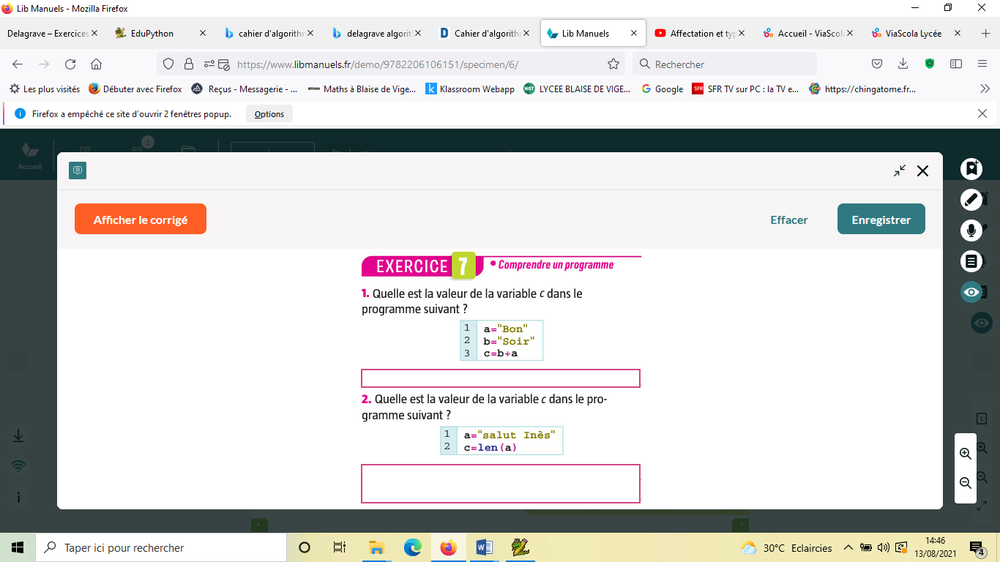 Lib Manuels - Mozilla Firefox
Delagrave – Exercices
EduPython
cahier d'algorithm
delagrave algorith
Cahier d'algorithm
Lib Manuels
Affectation et typ
Accueil - ViaScola
ViaScola Lycée
https://www.libmanuels.fr/demo/9782206106151/specimen/6/
Rechercher
Les plus visités
Débuter avec Firefox
Reçus - Messagerie - ...
Maths à Blaise de Vige...
Klassroom Webapp
LYCEE BLAISE DE VIGE...
Google
SFR TV sur PC : la TV e...
https://chingatome.fr...
Firefox a empêché ce site d'ouvrir 2 fenêtres popup.
Options
1
Accueil
Afficher le corrigé
Effacer
Enregistrer
EXERCICE 7 • Comprendre un programme
1. Quelle est la valeur de la variable c dans le
programme suivant ?
1 a="Bon"
2 b="Soir"
3 c=b+a
2. Quelle est la valeur de la variable c dans le pro-
gramme suivant ?
1 a="salut Inès"
2 c=len(a)
Taper ici pour rechercher
30°C Eclaircies
14:46
13/08/2021
4